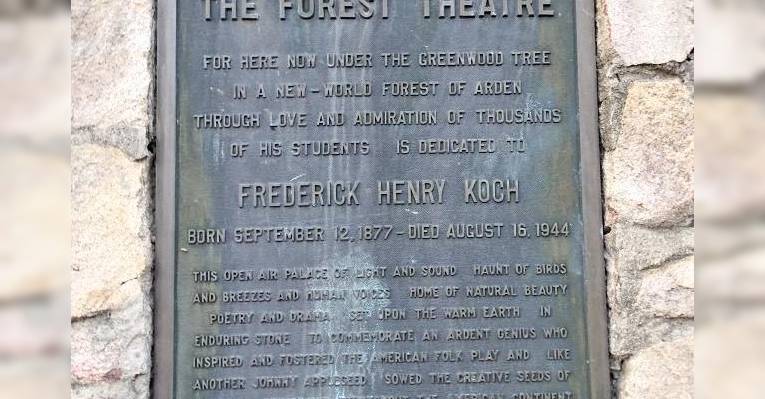 THE FOREST THEATRE
FOR HERE NOW UNDER THE GREENWOOD TREE
IN A NEW-WORLD FOREST OF ARDEN
THROUGH LOVE AND ADMIRATION OF THOUSANDS
OF HIS STUDENTS IS DEDICATED TO
FREDERICK HENRY KOCH
BORN SEPTEMBER 12, 1877 - DIED AUGUST 16, 1944
THIS OPEN AIR PALACE OF LIGHT AND SOUND HAUNT OF BIRDS
AND BREEZES AND HUMAN VOICES HOME OF NATURAL BEAUTY
POETRY AND DRAMA SET UPON THE WARM EARTH IN
ENDURING STONE TO COMMEMORATE AN ARDENT GENIUS WHO
INSPIRED AND FOSTERED THE AMERICAN FOLK PLAY AND LIKE
ANOTHER JOHNNY APPLESEED SOWED THE CREATIVE SEEDS OF
THE AMERICAN CONTINENT